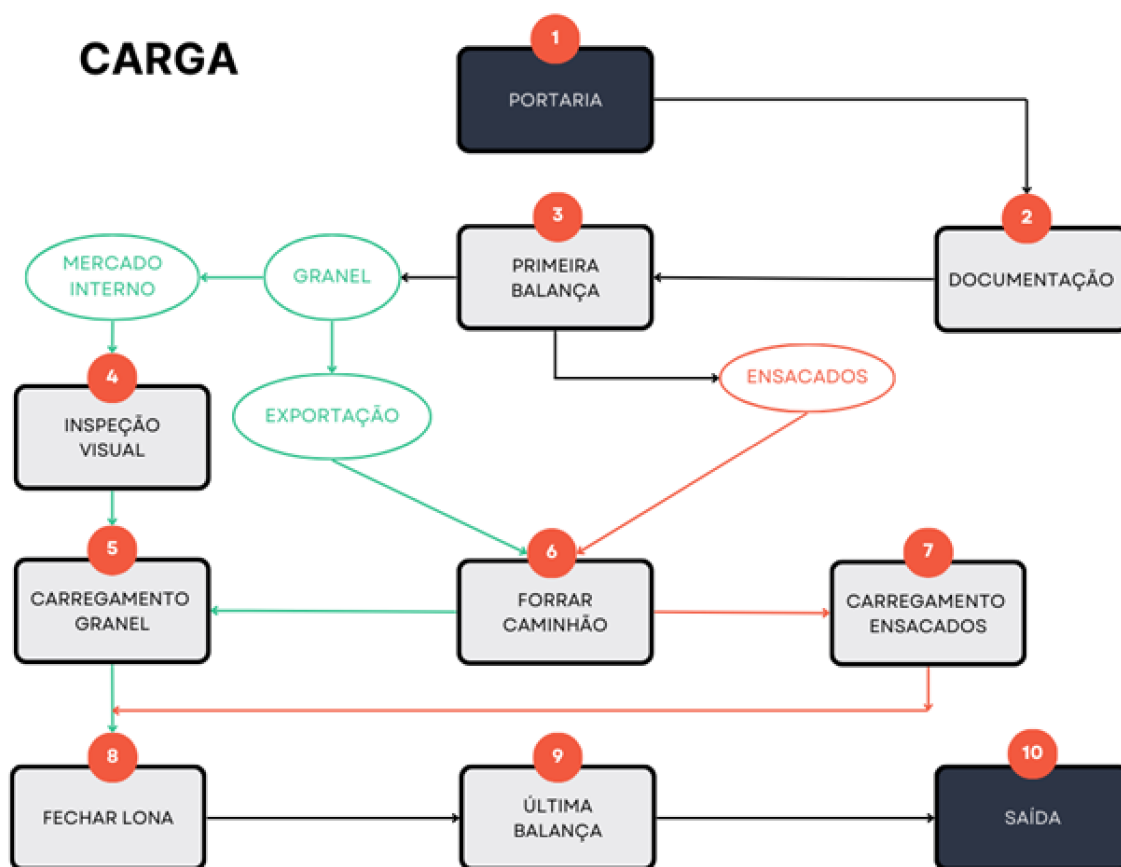 CARGA
1
PORTARIA
2
DOCUMENTAÇÃO
3
PRIMEIRA
BALANÇA
GRANEL
MERCADO
INTERNO
ENSACADOS
EXPORTAÇÃO
4
INSPEÇÃO
VISUAL
5
CARREGAMENTO
GRANEL
6
FORRAR
CAMINHÃO
7
CARREGAMENTO
ENSACADOS
8
FECHAR LONA
9
ÚLTIMA
BALANÇA
10
SAÍDA